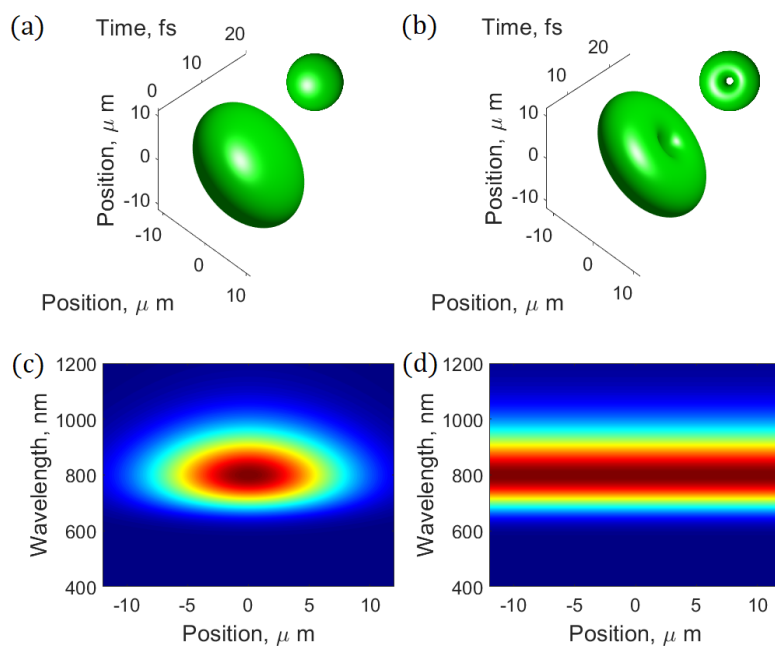 (a)
Time, fs
20
10
0
10
0
-10
Position, μ m
-10
0
10
Position, μ m
(b)
Time, fs
20
10
10
0
-10
Position, μ m
-10
0
10
Position, μ m
(c)
1200
1000
800
600
400
Wavelength, nm
-10
-5
0
5
10
Position, μ m
(d)
1200
1000
800
600
400
Wavelength, nm
-10
-5
0
5
10
Position, μ m